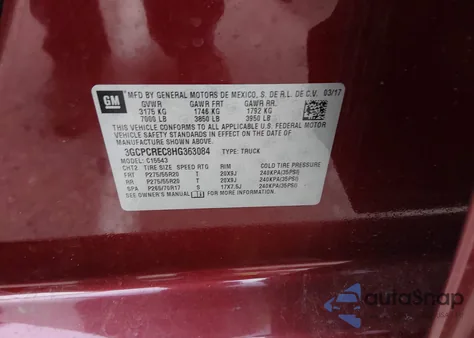 GM
MFD BY GENERAL MOTORS DE MEXICO, S. DE R.L. DE C.V. 03/17
GVWR GAWR FRT GAWR RR.
3175 KG 1746 KG 1792 KG
7000 LB 3850 LB 3950 LB
THIS VEHICLE CONFORMS TO ALL APPLICABLE U.S. FEDERAL MOTOR
VEHICLE SAFETY STANDARDS IN EFFECT ON THE DATE OF
MANUFACTURE SHOWN ABOVE.
3GCPCREC8HG363084 TYPE: TRUCK
MODEL: C15543
TIRE SIZE SPEED RTG RIM COLD TIRE PRESSURE
FRT P275/55R20 T 20X9J 240KPA(35PSI)
RR P275/55R20 T 20X9J 240KPA(35PSI)
SPA P265/70R17 S 17X7.5J 240KPA(35PSI)
SEE OWNER'S MANUAL
autoSnap